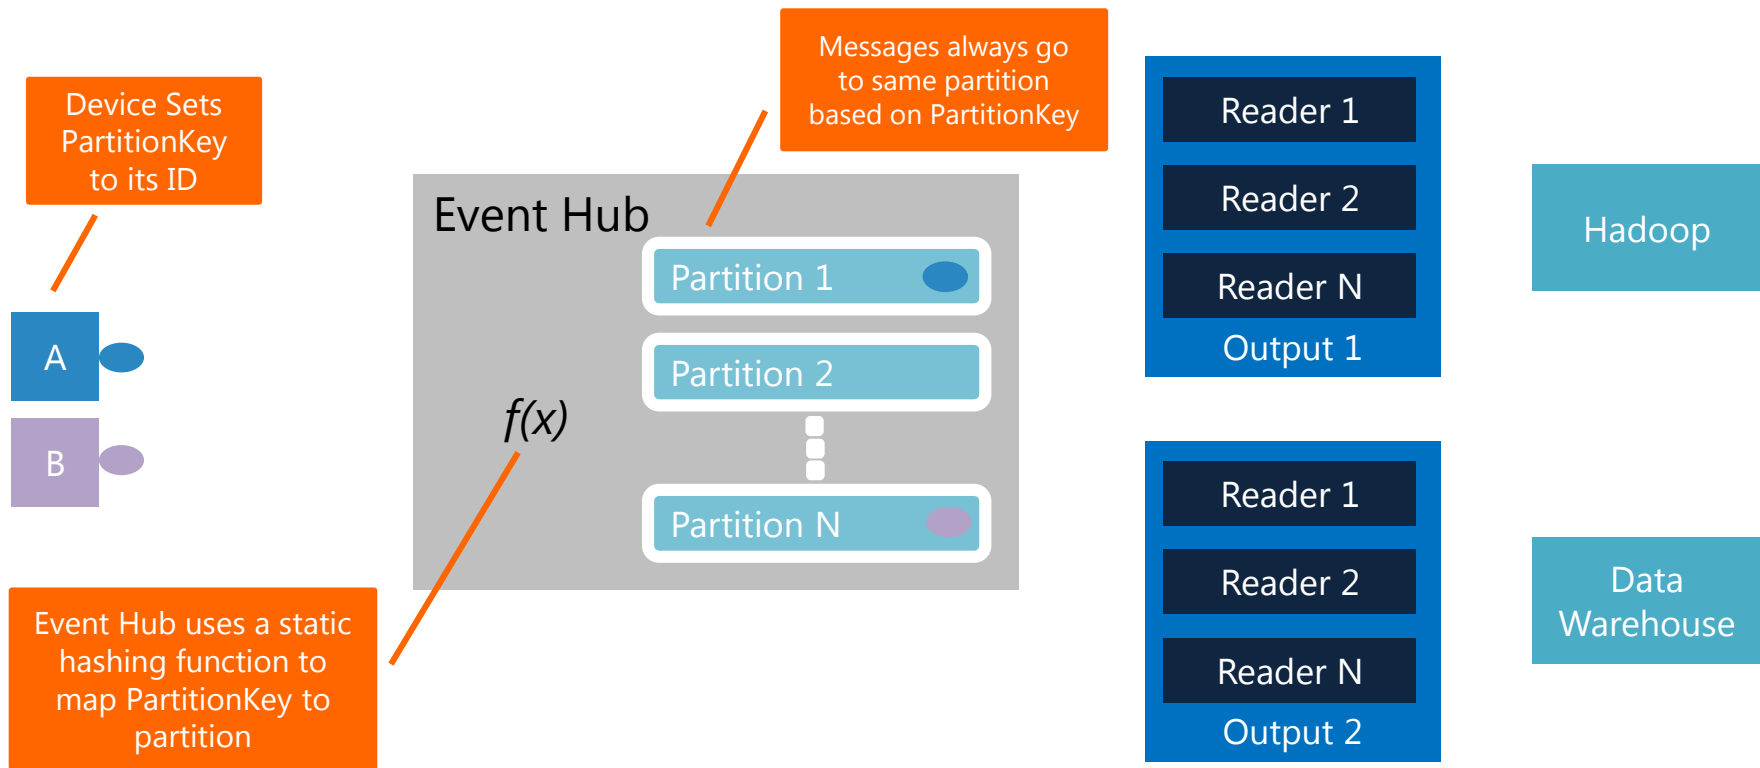 Device Sets
PartitionKey
to its ID
A
B
Event Hub uses a static
hashing function to
map PartitionKey to
partition
Event Hub
f(x)
Messages always go
to same partition
based on PartitionKey
Partition 1
Partition 2
Partition N
Reader 1
Reader 2
Reader N
Output 1
Reader 1
Reader 2
Reader N
Output 2
Hadoop
Data
Warehouse